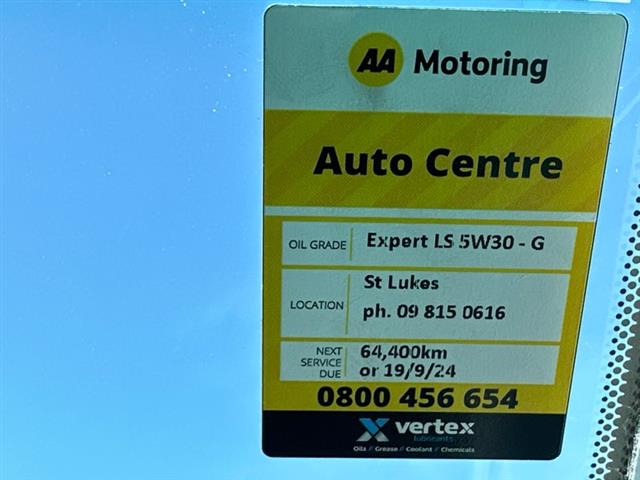 AA Motoring
Auto Centre
OIL GRADE Expert LS 5W30 - G
LOCATION St Lukes
ph. 09 815 0616
NEXT SERVICE DUE 64,400km
or 19/9/24
0800 456 654
vertex
lubricants
Oils // Grease // Coolant // Chemicals